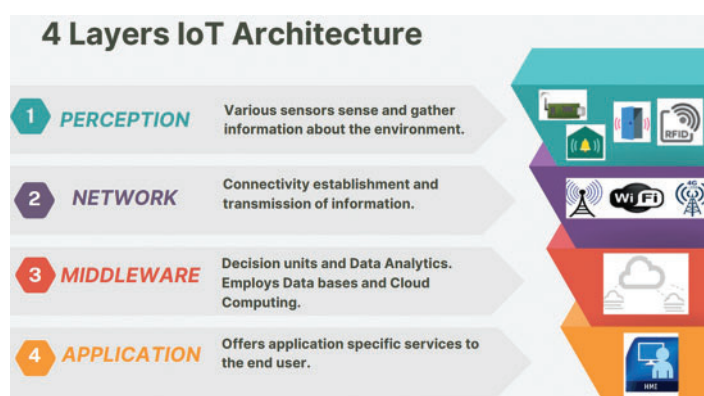 4 Layers IoT Architecture
1
PERCEPTION
Various sensors sense and gather
information about the environment.
RFID
2
NETWORK
Connectivity establishment and
transmission of information.
Wi Fi
4G
3
MIDDLEWARE
Decision units and Data Analytics.
Employs Data bases and Cloud
Computing.
4
APPLICATION
Offers application specific services to
the end user.
HMI